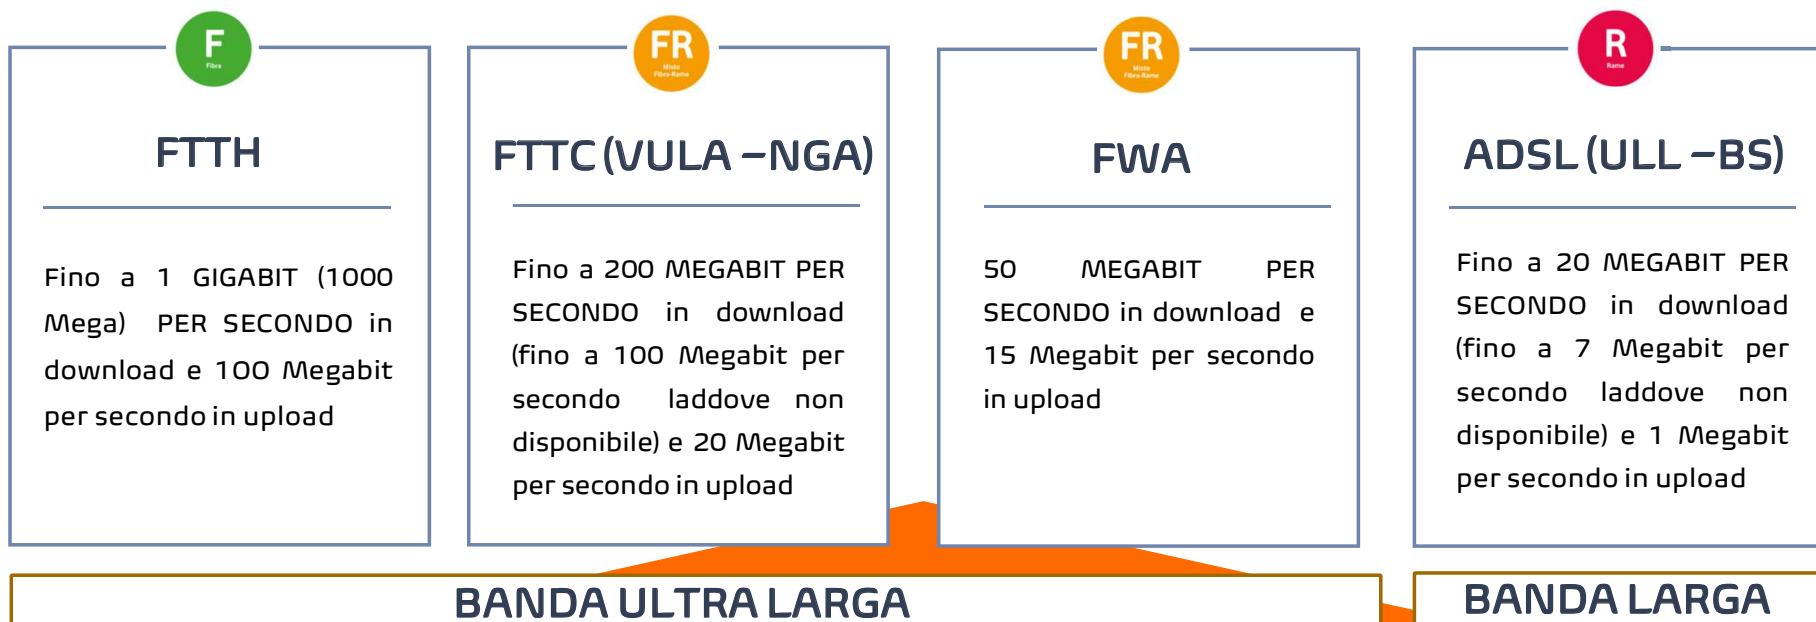 F
Fibra
FTTH
Fino a 1 GIGABIT (1000
Mega) PER SECONDO in
download e 100 Megabit
per secondo in upload
FR
Misto
Fibra-Rame
FTTC (VULA –NGA)
Fino a 200 MEGABIT PER
SECONDO in download
(fino a 100 Megabit per
secondo laddove non
disponibile) e 20 Megabit
per secondo in upload
FR
Misto
Fibra-Rame
FWA
50 MEGABIT PER
SECONDO in download e
15 Megabit per secondo
in upload
R
Rame
ADSL (ULL –BS)
Fino a 20 MEGABIT PER
SECONDO in download
(fino a 7 Megabit per
secondo laddove non
disponibile) e 1 Megabit
per secondo in upload
BANDA ULTRA LARGA
BANDA LARGA